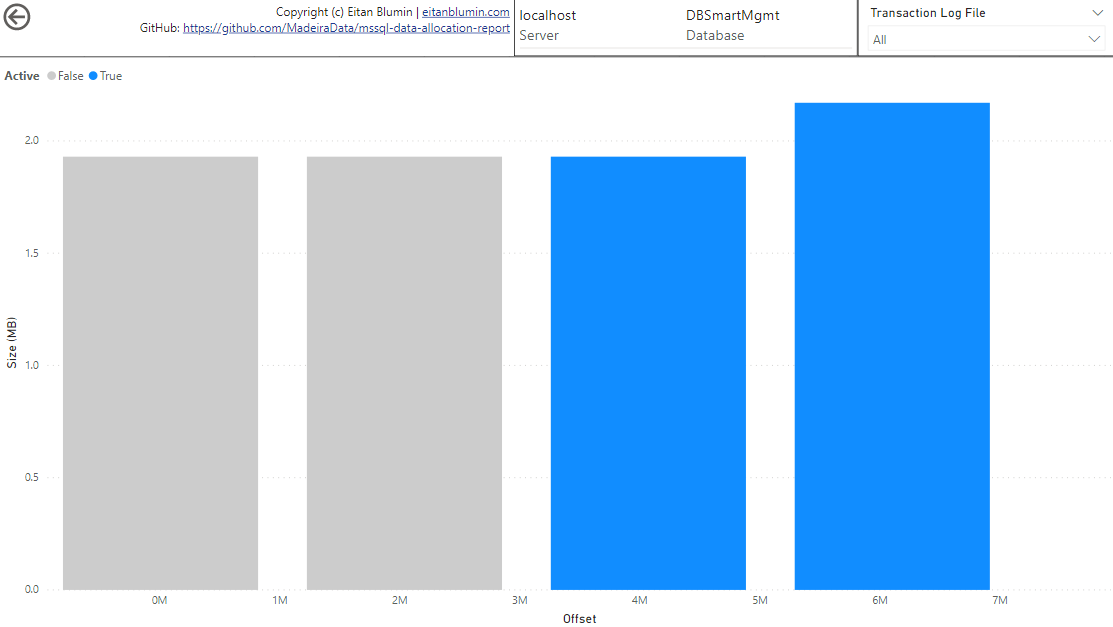 Copyright (c) Eitan Blumin | eitanblumin.com
GitHub: https://github.com/MadeiraData/mssql-data-allocation-report
localhost
Server
DBSmartMgmt
Database
Transaction Log File
All
Active False True
2.0
1.5
1.0
0.5
0.0
Size (MB)
0M 1M 2M 3M 4M 5M 6M 7M
Offset